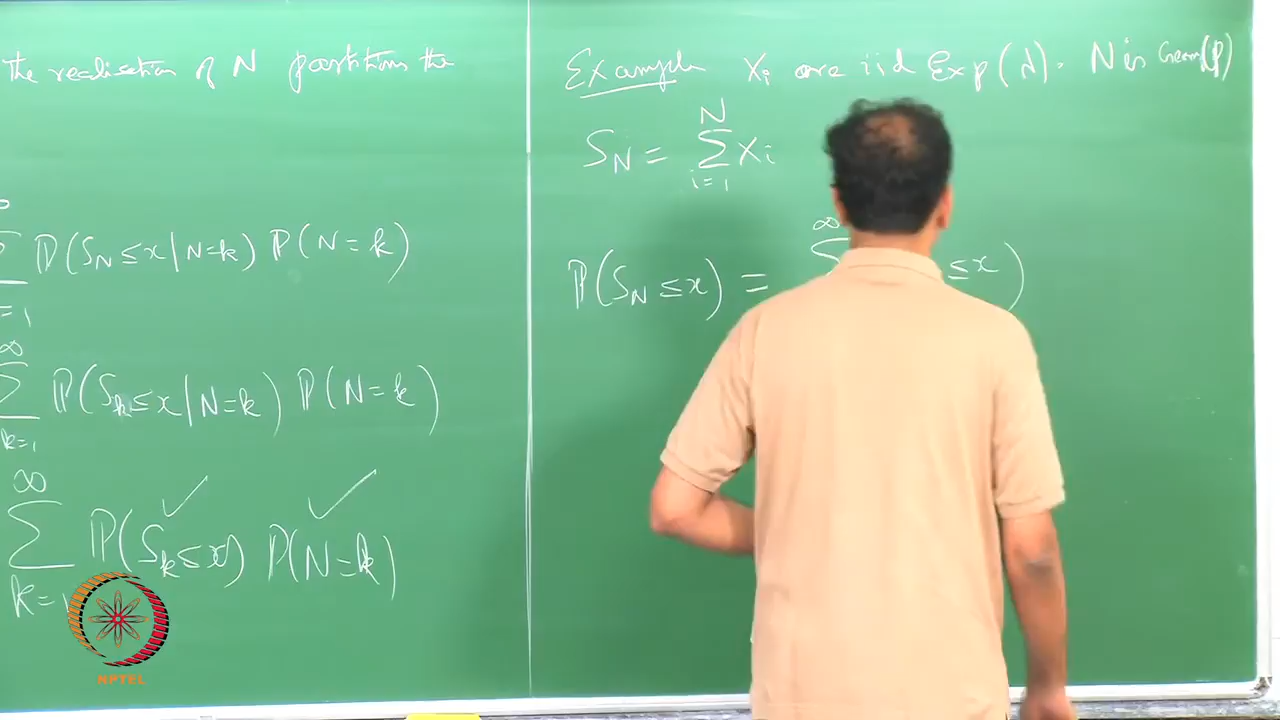 the realisation of N partitions the
∑ ℙ(S_N ≤ x | N=k) ℙ(N = k)
=1
∞
∑ ℙ(S_k ≤ x | N=k) ℙ(N = k)
k=1
∞
∑ ℙ(S_k ≤ x) ℙ(N = k)
k=
NPTEL
Example X_i are iid Exp(λ). N is Geom(p)
N
S_N = ∑ X_i
i=1
∞
ℙ(S_N ≤ x) = ∑ ≤ x )